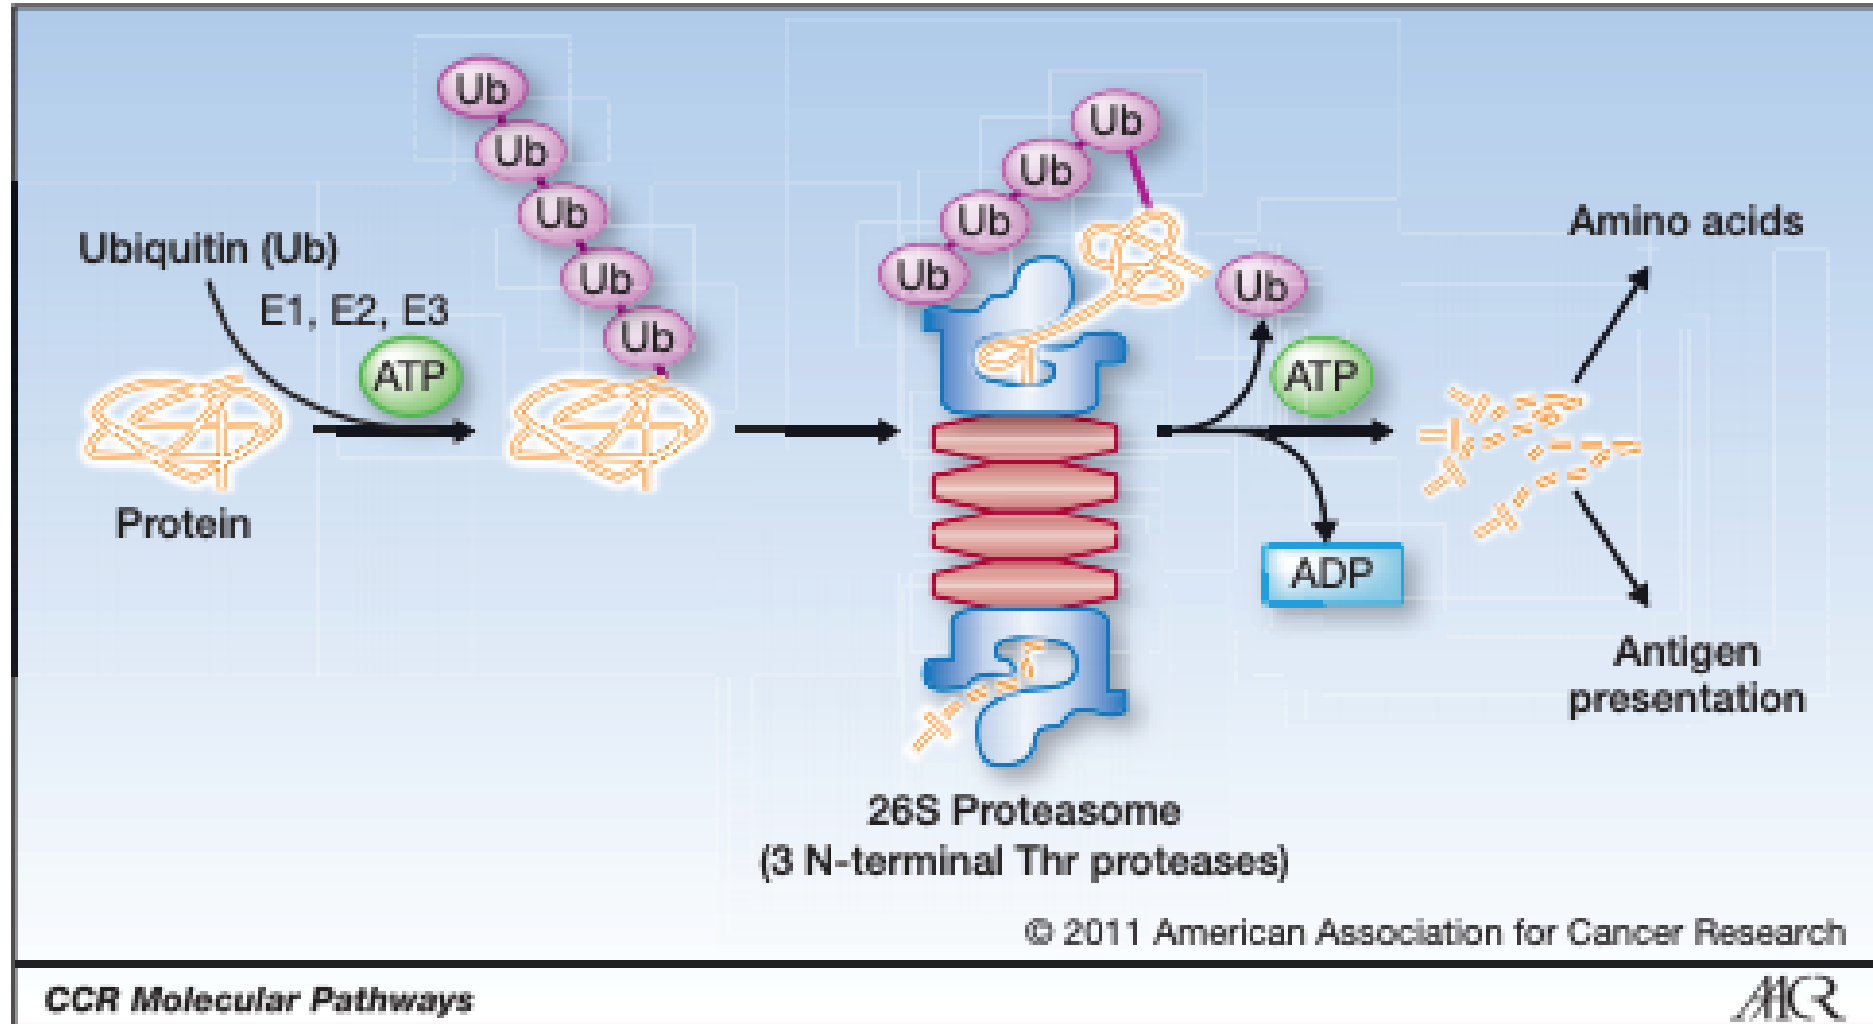 Ub
Ub
Ub
Ub
Ub
Ubiquitin (Ub)
E1, E2, E3
ATP
Protein
Ub
Ub
Ub
Ub
Ub
ATP
ADP
Amino acids
Antigen
presentation
26S Proteasome
(3 N-terminal Thr proteases)
© 2011 American Association for Cancer Research
CCR Molecular Pathways
AACR